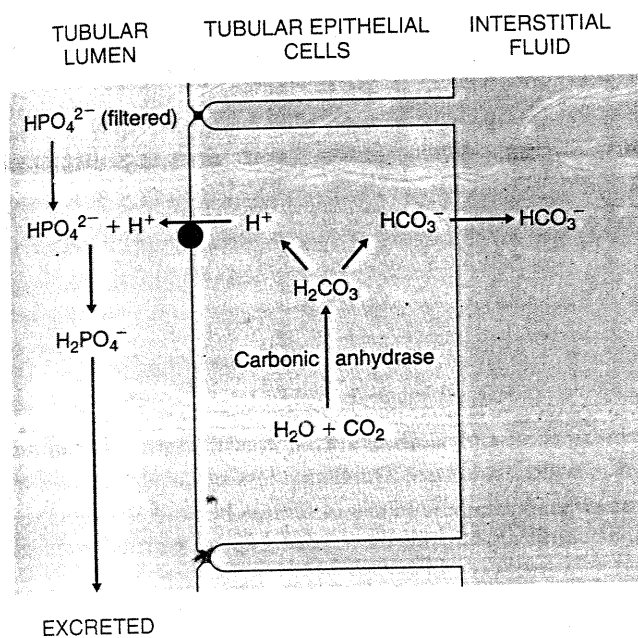 TUBULAR LUMEN
TUBULAR EPITHELIAL CELLS
INTERSTITIAL FLUID
HPO₄²⁻ (filtered)
HPO₄²⁻ + H⁺
H⁺
HCO₃⁻
HCO₃⁻
H₂CO₃
H₂PO₄⁻
Carbonic anhydrase
H₂O + CO₂
EXCRETED